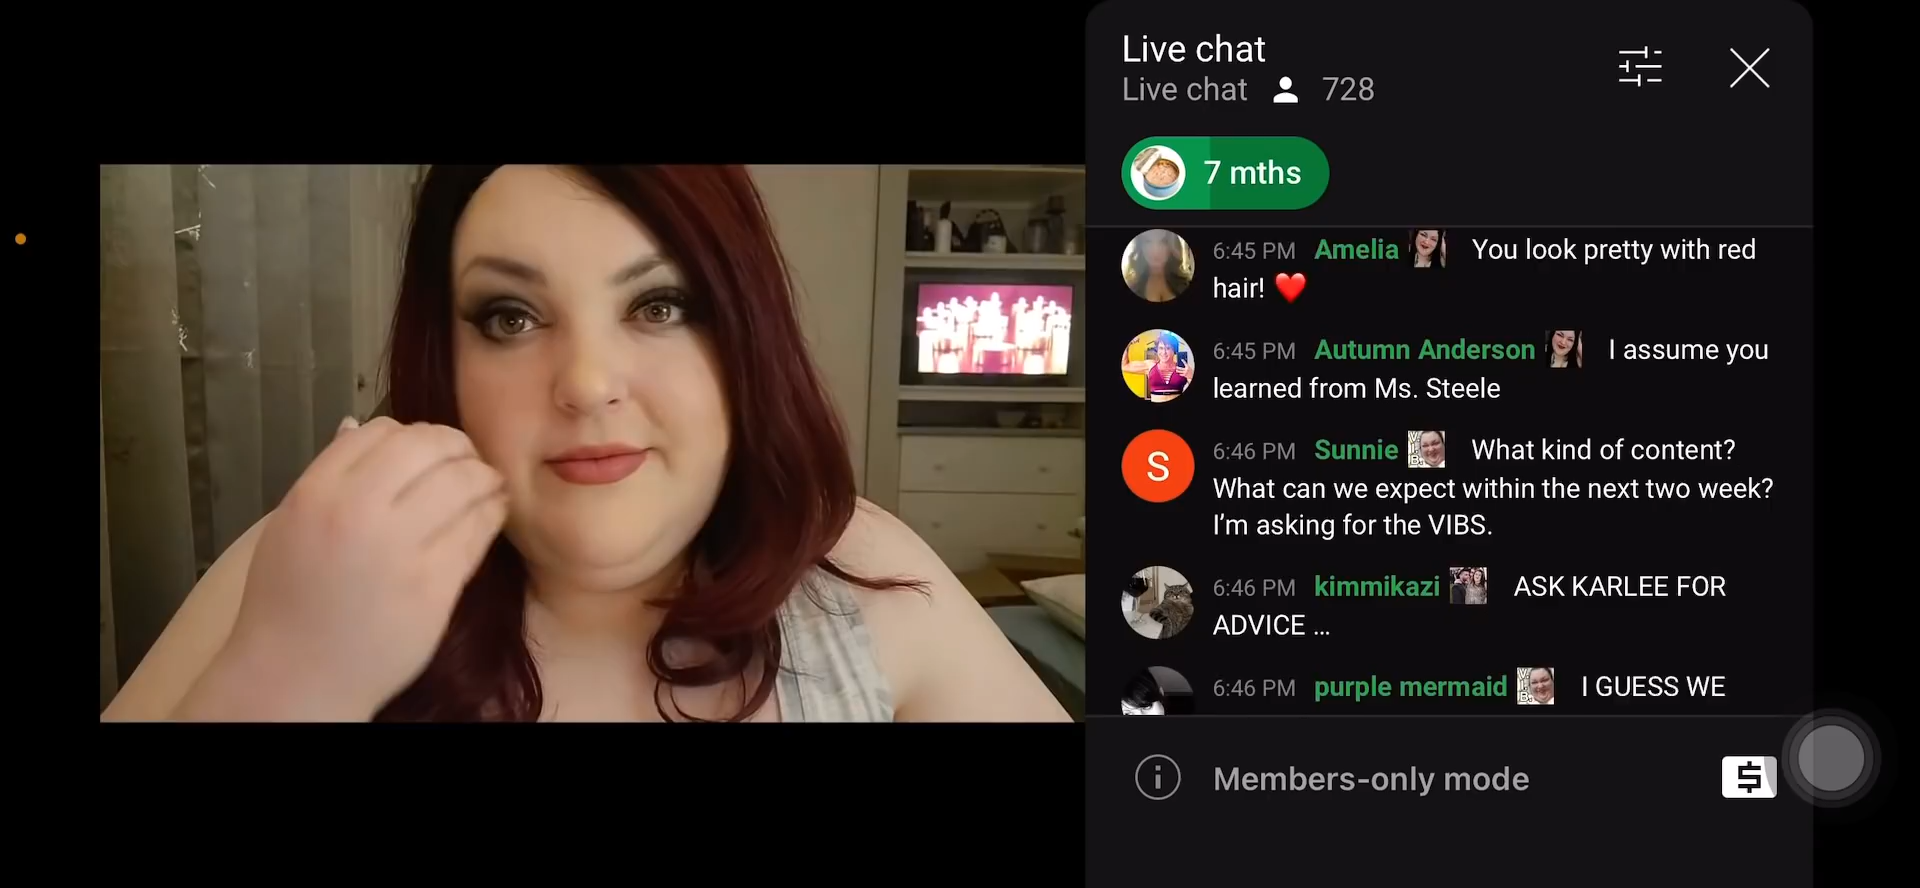 Live chat
Live chat 728
7 mths
6:45 PM Amelia You look pretty with red
hair! ❤️
6:45 PM Autumn Anderson I assume you
learned from Ms. Steele
6:46 PM Sunnie What kind of content?
What can we expect within the next two week?
I'm asking for the VIBS.
6:46 PM kimmikazi ASK KARLEE FOR
ADVICE ...
6:46 PM purple mermaid I GUESS WE
S
Members-only mode
$